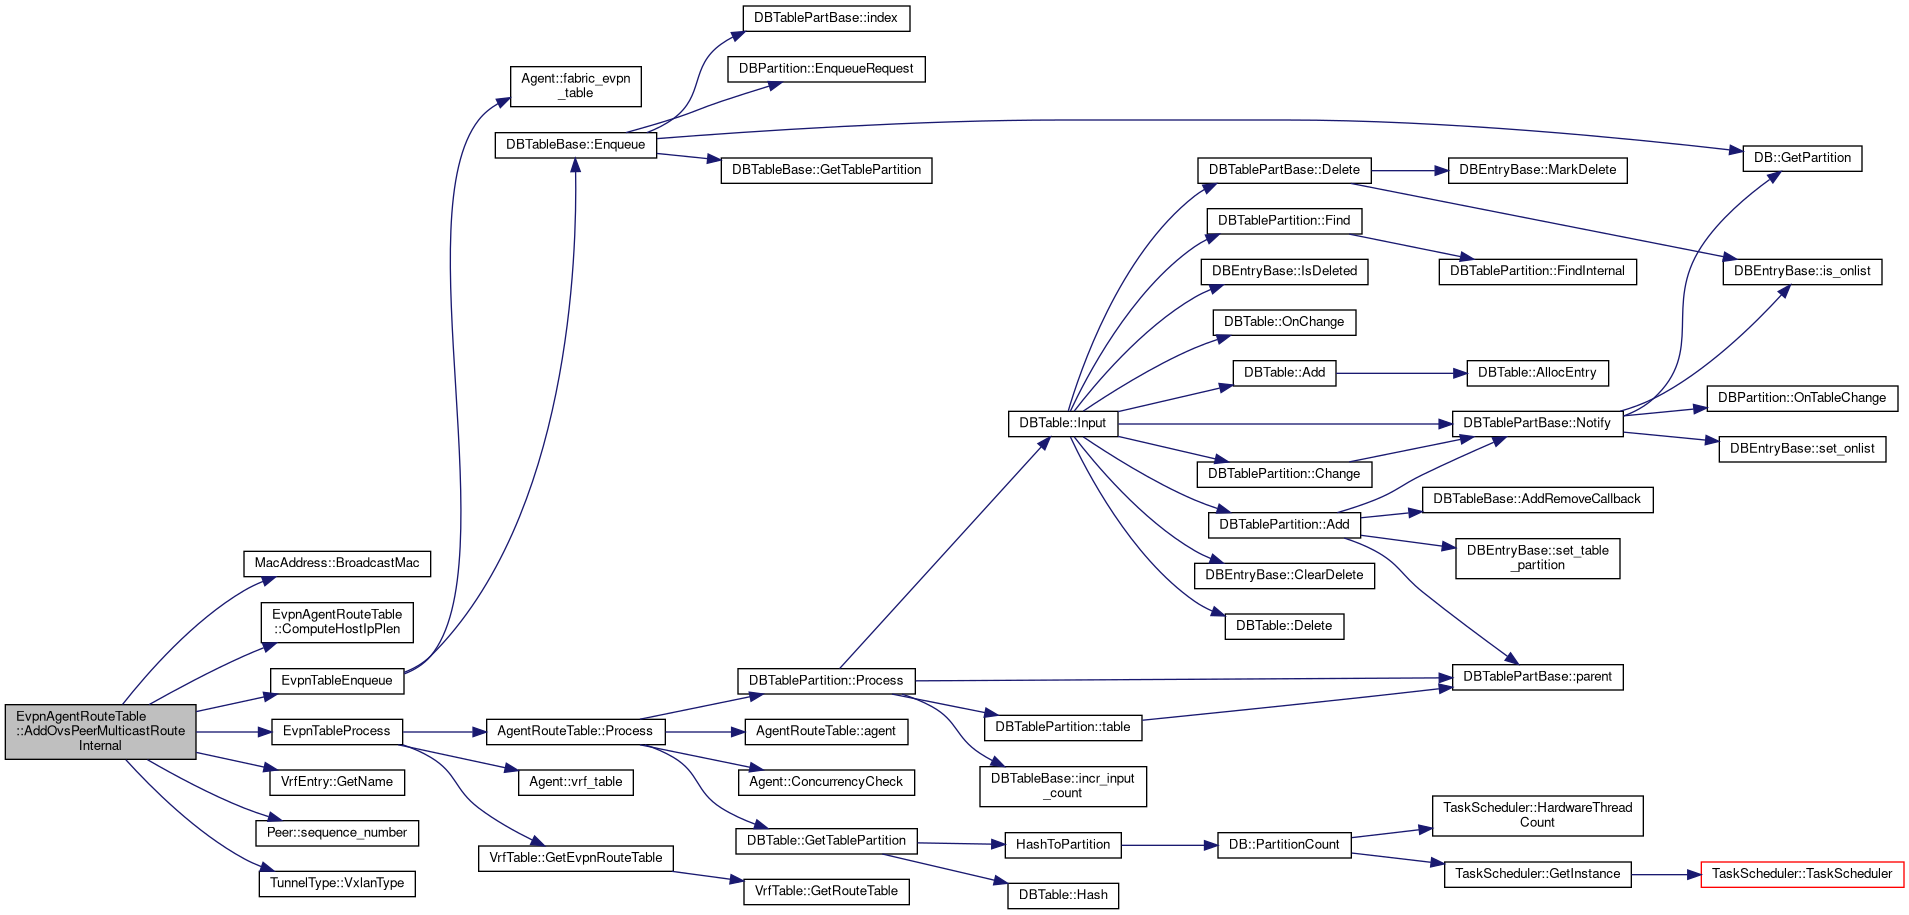 DBTablePartBase::index
DBPartition::EnqueueRequest
Agent::fabric_evpn
_table
DBTableBase::Enqueue
DB::GetPartition
DBTableBase::GetTablePartition
DBTablePartBase::Delete
DBEntryBase::MarkDelete
DBTablePartition::Find
DBEntryBase::IsDeleted
DBTablePartition::FindInternal
DBEntryBase::is_onlist
DBTable::OnChange
DBTable::Add
DBTable::AllocEntry
DBPartition::OnTableChange
DBTable::Input
DBTablePartBase::Notify
DBEntryBase::set_onlist
DBTablePartition::Change
DBTableBase::AddRemoveCallback
DBTablePartition::Add
DBEntryBase::set_table
_partition
MacAddress::BroadcastMac
DBEntryBase::ClearDelete
EvpnAgentRouteTable
::ComputeHostIpPlen
DBTable::Delete
EvpnTableEnqueue
DBTablePartition::Process
DBTablePartBase::parent
EvpnAgentRouteTable
::AddOvsPeerMulticastRoute
Internal
EvpnTableProcess
AgentRouteTable::Process
AgentRouteTable::agent
DBTablePartition::table
VrfEntry::GetName
Agent::vrf_table
Agent::ConcurrencyCheck
DBTableBase::incr_input
_count
TaskScheduler::HardwareThread
Count
Peer::sequence_number
DBTable::GetTablePartition
HashToPartition
DB::PartitionCount
VrfTable::GetEvpnRouteTable
TaskScheduler::GetInstance
TaskScheduler::TaskScheduler
TunnelType::VxlanType
VrfTable::GetRouteTable
DBTable::Hash